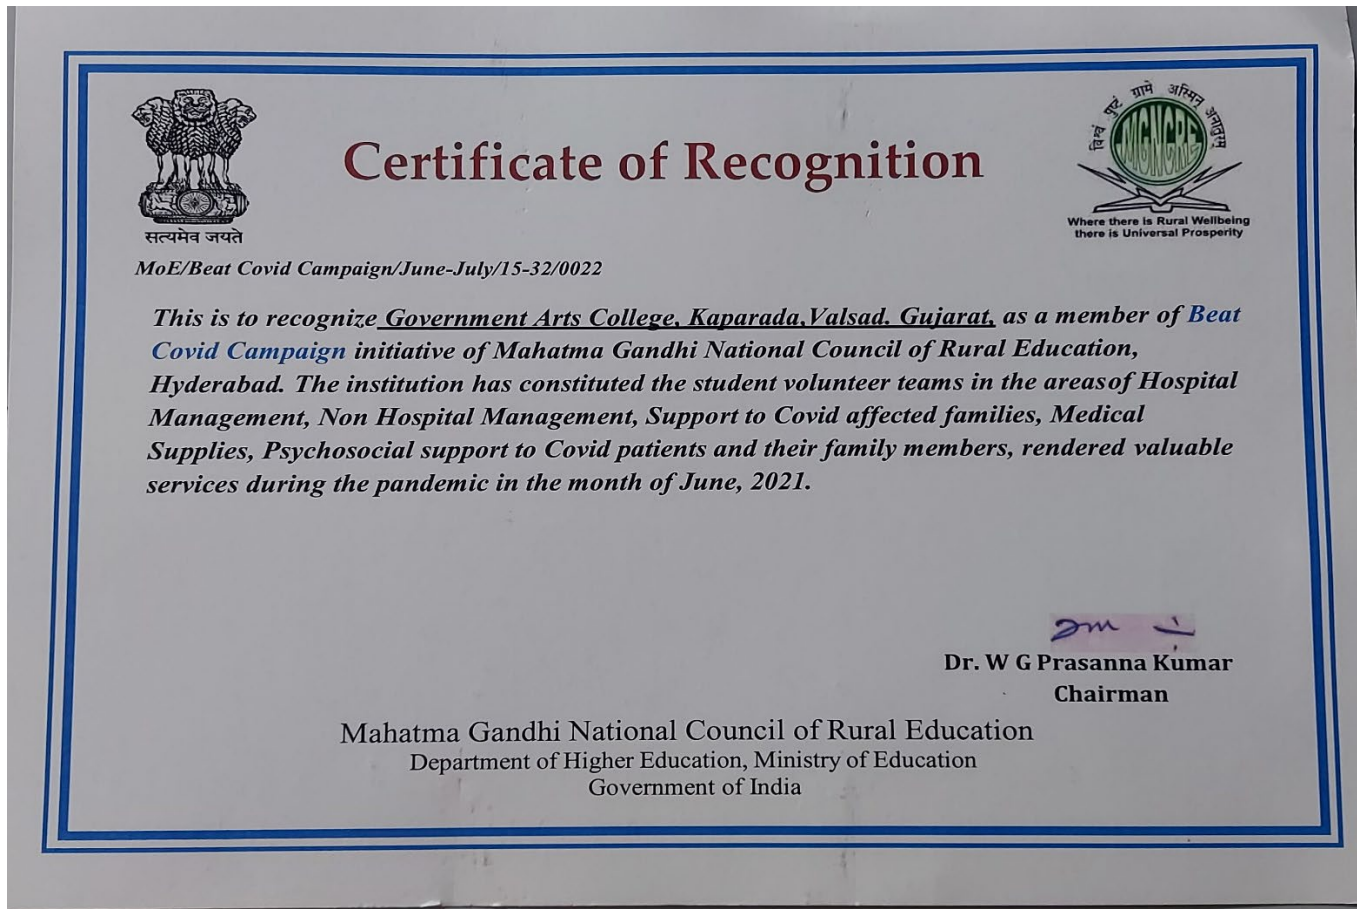 Certificate of Recognition
सत्यमेव जयते
विश्वं पुष्टं ग्रामे अस्मिन् अनातुरम्
MGNCRE
Where there is Rural Wellbeing
there is Universal Prosperity
MoE/Beat Covid Campaign/June-July/15-32/0022
This is to recognize Government Arts College, Kaparada,Valsad. Gujarat, as a member of Beat
Covid Campaign initiative of Mahatma Gandhi National Council of Rural Education,
Hyderabad. The institution has constituted the student volunteer teams in the areasof Hospital
Management, Non Hospital Management, Support to Covid affected families, Medical
Supplies, Psychosocial support to Covid patients and their family members, rendered valuable
services during the pandemic in the month of June, 2021.
Dr. W G Prasanna Kumar
Chairman
Mahatma Gandhi National Council of Rural Education
Department of Higher Education, Ministry of Education
Government of India